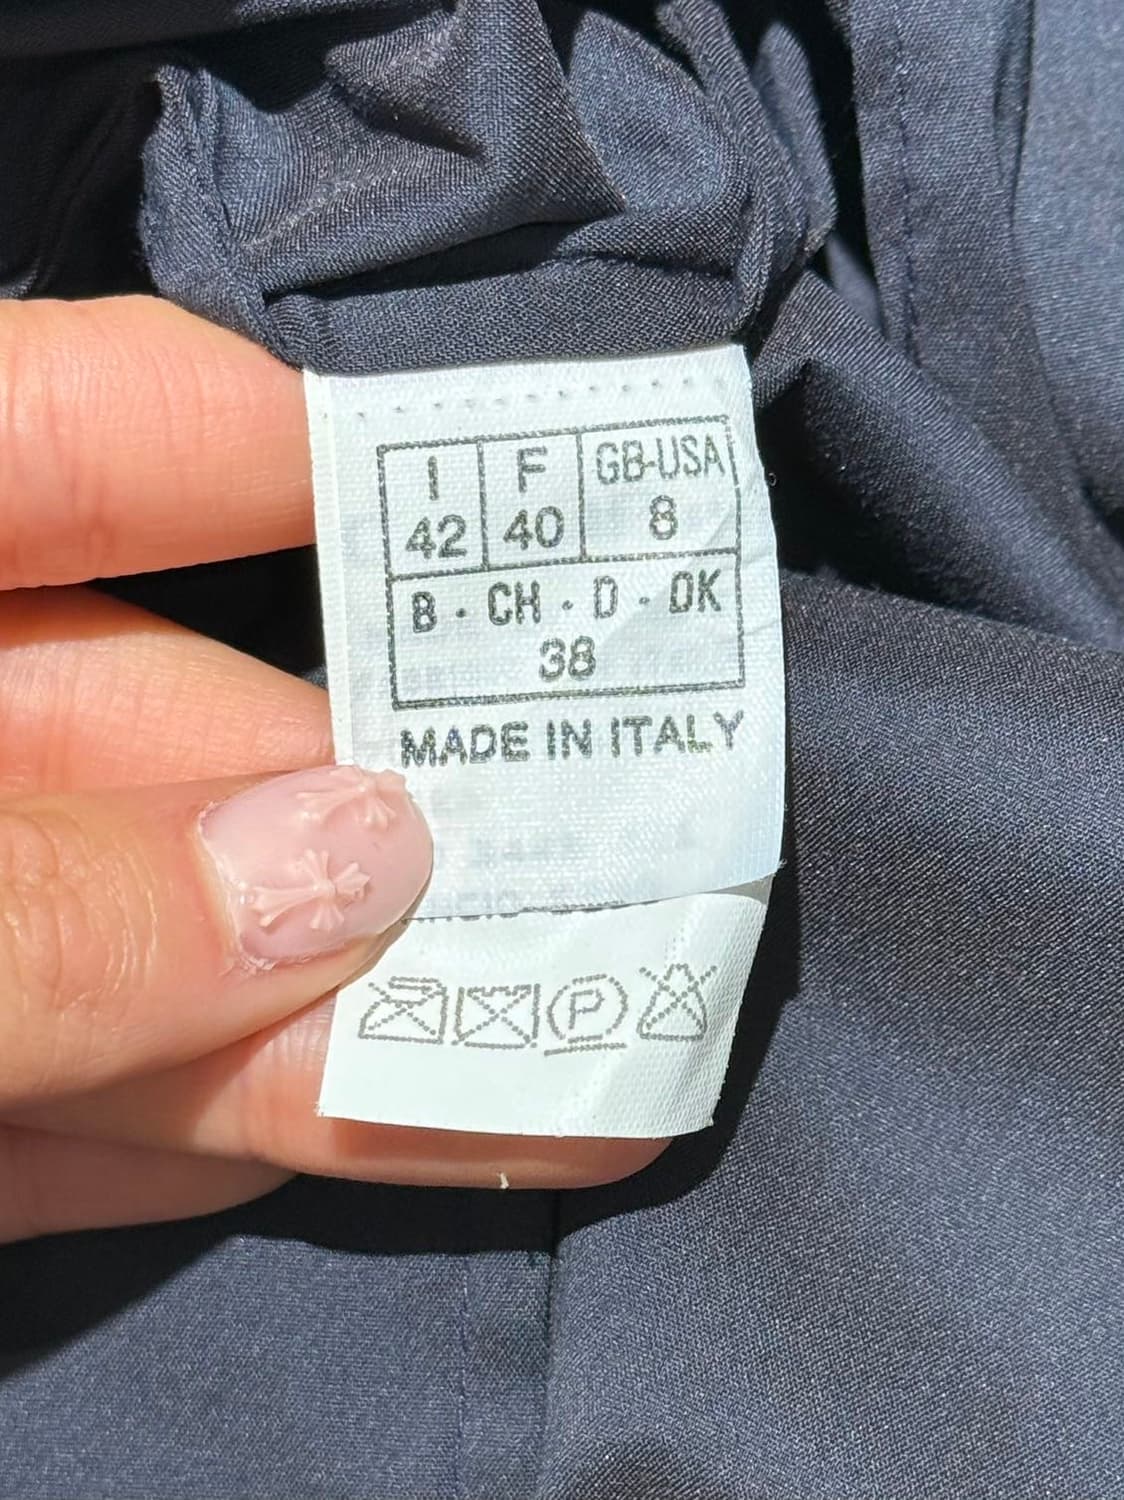 I F GB-USA
42 40 8
B · CH · D · DK
38
MADE IN ITALY
P